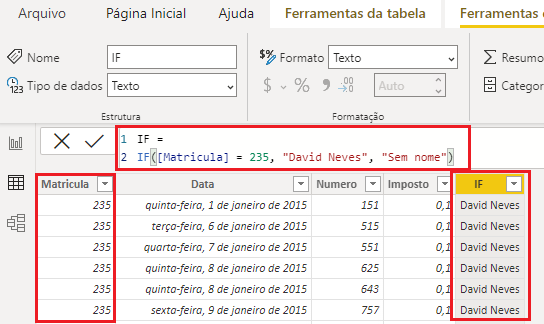 Arquivo Página Inicial Ajuda Ferramentas da tabela Ferramentas
Nome IF Formato Texto Resumo
Tipo de dados Texto $ % Auto Categor
Estrutura Formatação
1 IF =
2 IF([Matricula] = 235, "David Neves", "Sem nome")
Matricula Data Numero Imposto IF
235 quinta-feira, 1 de janeiro de 2015 151 0,1 David Neves
235 terça-feira, 6 de janeiro de 2015 515 0,1 David Neves
235 quarta-feira, 7 de janeiro de 2015 551 0,1 David Neves
235 quinta-feira, 8 de janeiro de 2015 625 0,1 David Neves
235 quinta-feira, 8 de janeiro de 2015 643 0,1 David Neves
235 sexta-feira, 9 de janeiro de 2015 757 0,1 David Neves